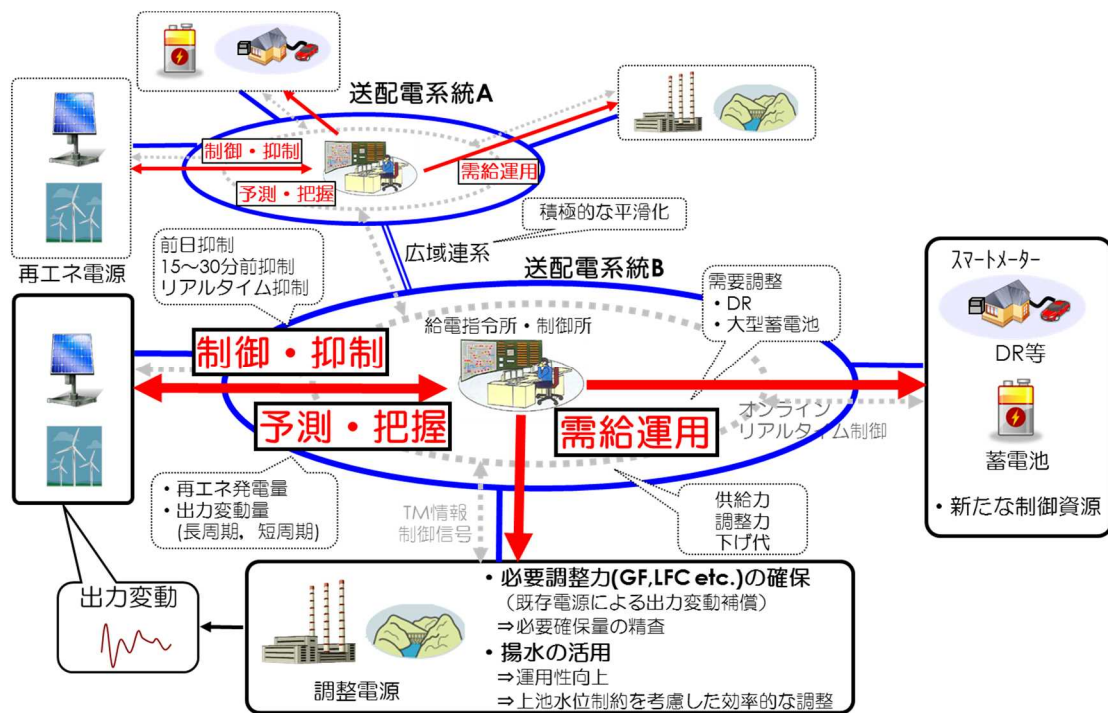 送配電系統A
制御・抑制
予測・把握
需給運用
再エネ電源
積極的な平滑化
広域連系
前日抑制
15～30分前抑制
リアルタイム抑制
送配電系統B
需要調整
・DR
・大型蓄電池
給電指令所・制御所
制御・抑制
予測・把握
需給運用
オンライン
リアルタイム制御
スマートメーター
DR等
蓄電池
・新たな制御資源
・再エネ発電量
・出力変動量
(長周期，短周期)
TM情報
制御信号
供給力
調整力
下げ代
出力変動
調整電源
・必要調整力(GF,LFC etc.)の確保
（既存電源による出力変動補償）
⇒必要確保量の精査
・揚水の活用
⇒運用性向上
⇒上池水位制約を考慮した効率的な調整